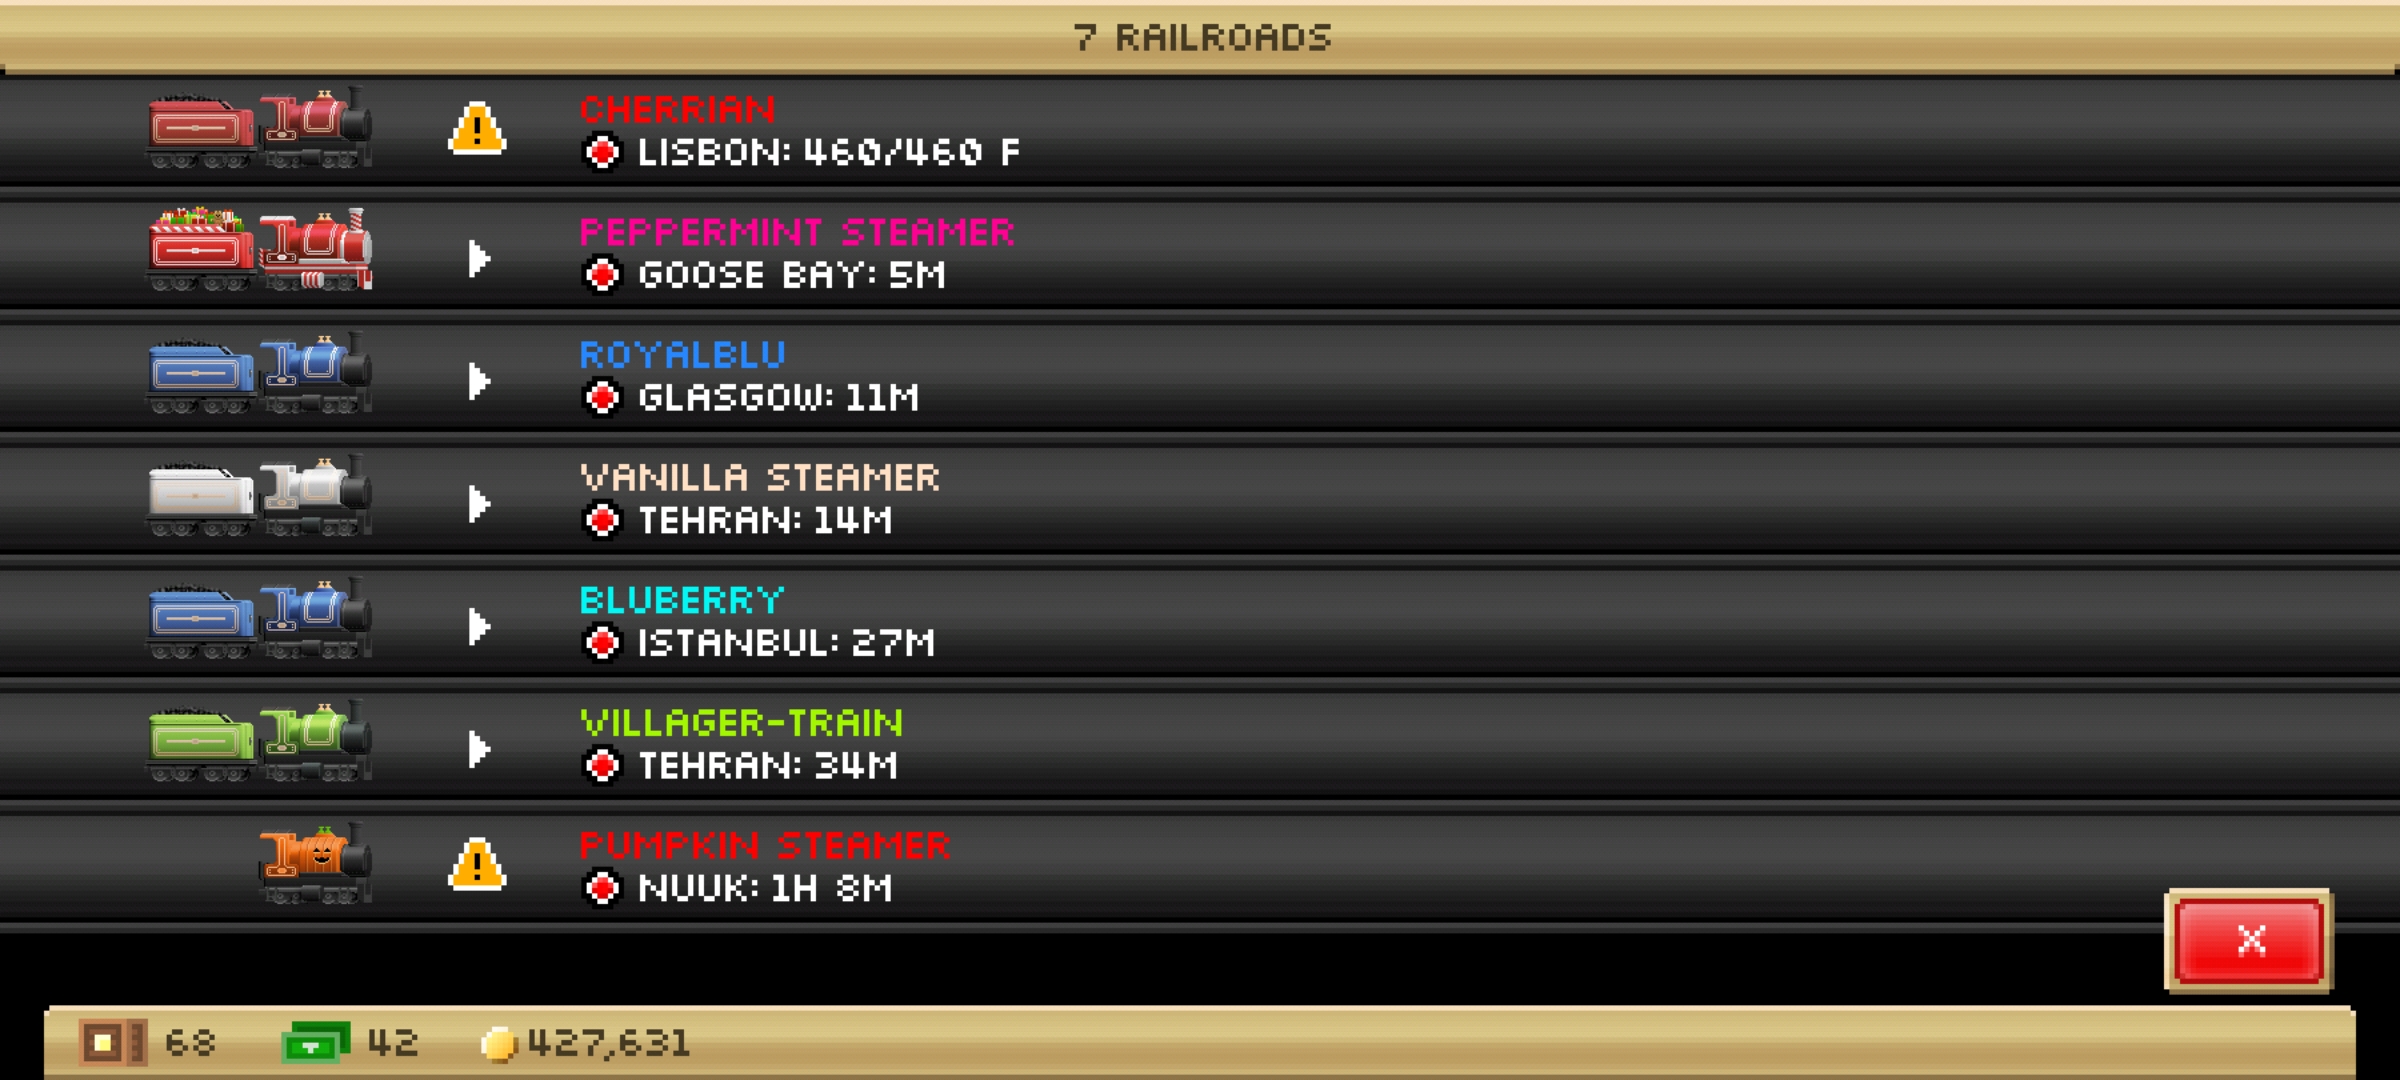 7 RAILROADS
CHERRIAN
LISBON: 460/460 F
PEPPERMINT STEAMER
GOOSE BAY: 5M
ROYALBLU
GLASGOW: 11M
VANILLA STEAMER
TEHRAN: 14M
BLUBERRY
ISTANBUL: 27M
VILLAGER-TRAIN
TEHRAN: 34M
PUMPKIN STEAMER
NUUK: 1H 8M
X
68 42 427,631